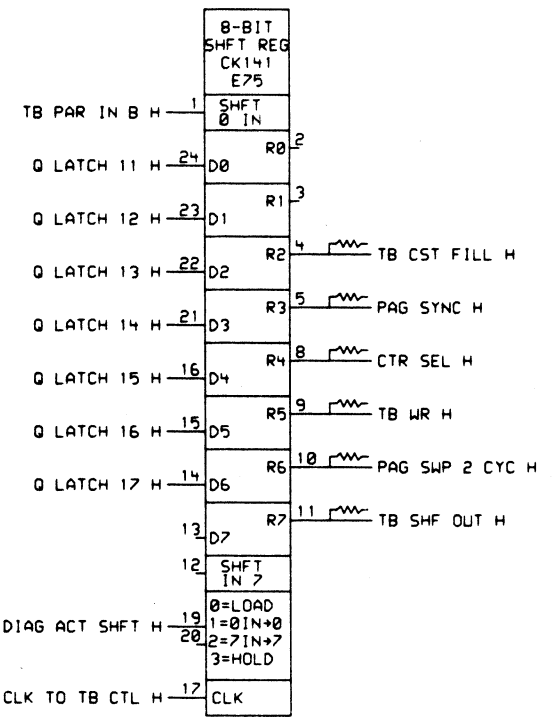 8-BIT
SHFT REG
CK141
E75
TB PAR IN B H 1 SHFT
0 IN
R0 2
Q LATCH 11 H 24 D0
R1 3
Q LATCH 12 H 23 D1
R2 4 TB CST FILL H
Q LATCH 13 H 22 D2
R3 5 PAG SYNC H
Q LATCH 14 H 21 D3
R4 8 CTR SEL H
Q LATCH 15 H 16 D4
R5 9 TB WR H
Q LATCH 16 H 15 D5
R6 10 PAG SWP 2 CYC H
Q LATCH 17 H 14 D6
R7 11 TB SHF OUT H
13 D7
12 SHFT
IN 7
0=LOAD
DIAG ACT SHFT H 19 1=0IN→0
20 2=7IN→7
3=HOLD
CLK TO TB CTL H 17 CLK